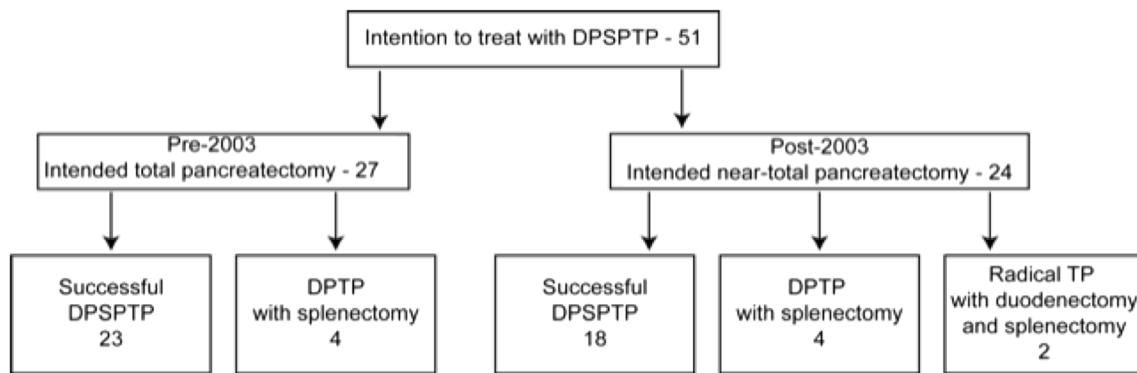 Intention to treat with DPSPTP - 51
Pre-2003
Intended total pancreatectomy - 27
Post-2003
Intended near-total pancreatectomy - 24
Successful
DPSPTP
23
DPTP
with splenectomy
4
Successful
DPSPTP
18
DPTP
with splenectomy
4
Radical TP
with duodenectomy
and splenectomy
2